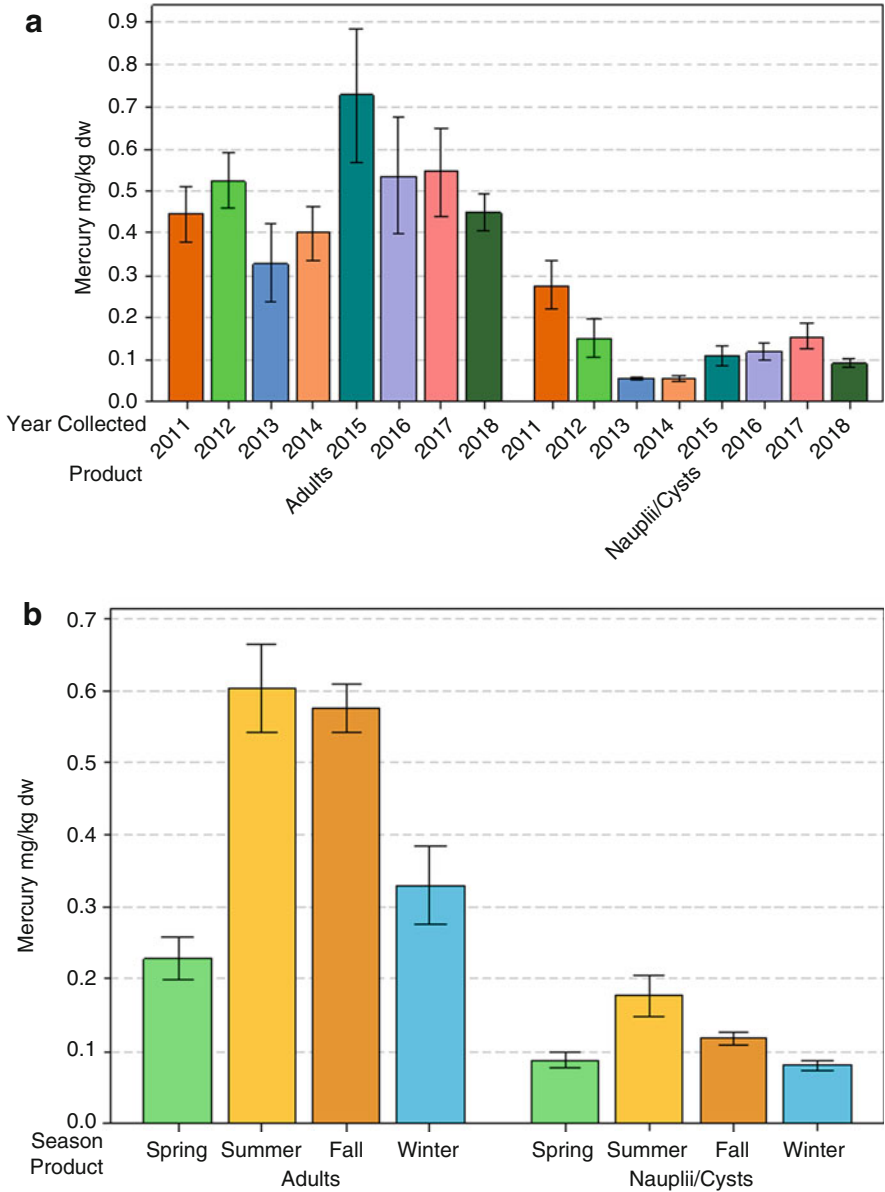 a
0.9
0.8
0.7
0.6
0.5
0.4
0.3
0.2
0.1
0.0
Mercury mg/kg dw
Year Collected 2011 2012 2013 2014 2015 2016 2017 2018 2011 2012 2013 2014 2015 2016 2017 2018
Product Adults Nauplii/Cysts
b
0.7
0.6
0.5
0.4
0.3
0.2
0.1
0.0
Mercury mg/kg dw
Season Spring Summer Fall Winter Spring Summer Fall Winter
Product Adults Nauplii/Cysts